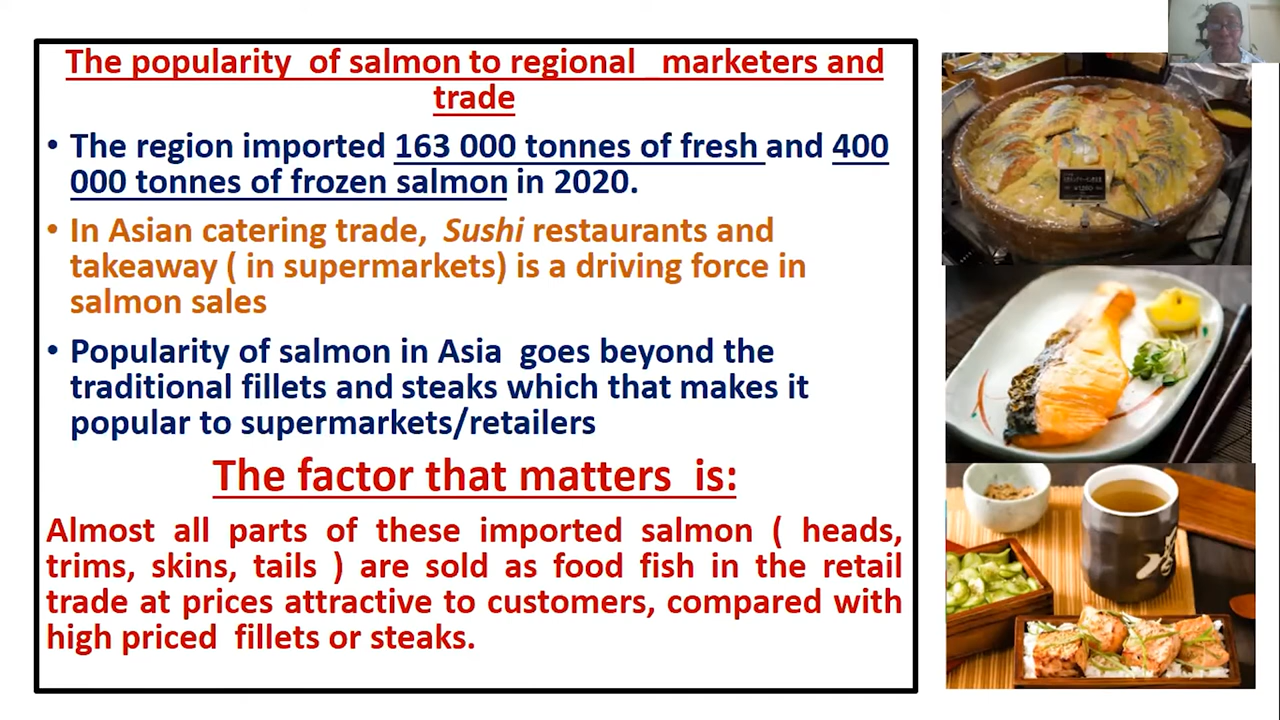 The popularity of salmon to regional marketers and
trade
• The region imported 163 000 tonnes of fresh and 400
000 tonnes of frozen salmon in 2020.
• In Asian catering trade, Sushi restaurants and
takeaway ( in supermarkets) is a driving force in
salmon sales
• Popularity of salmon in Asia goes beyond the
traditional fillets and steaks which that makes it
popular to supermarkets/retailers
The factor that matters is:
Almost all parts of these imported salmon ( heads,
trims, skins, tails ) are sold as food fish in the retail
trade at prices attractive to customers, compared with
high priced fillets or steaks.